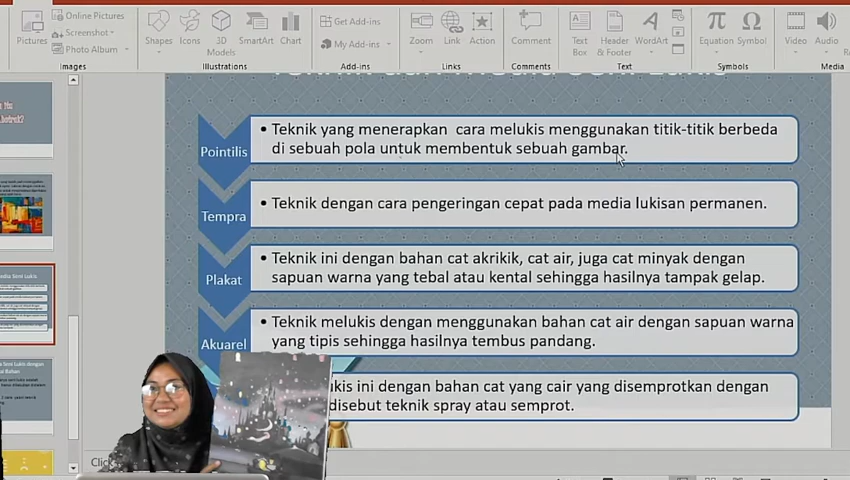 Online Pictures
Screenshot
Photo Album
Pictures
Shapes Icons 3D Models SmartArt Chart
Get Add-ins
My Add-ins
Zoom Link Action
Comment
Text Box Header & Footer WordArt
Equation Symbol
Video Audio
Images Illustrations Add-ins Links Comments Text Symbols Media
Pointilis
• Teknik yang menerapkan cara melukis menggunakan titik-titik berbeda
di sebuah pola untuk membentuk sebuah gambar.
Tempra
• Teknik dengan cara pengeringan cepat pada media lukisan permanen.
Plakat
• Teknik ini dengan bahan cat akrikik, cat air, juga cat minyak dengan
sapuan warna yang tebal atau kental sehingga hasilnya tampak gelap.
Akuarel
• Teknik melukis dengan menggunakan bahan cat air dengan sapuan warna
yang tipis sehingga hasilnya tembus pandang.
ini dengan bahan cat yang cair yang disemprotkan dengan
disebut teknik spray atau semprot.